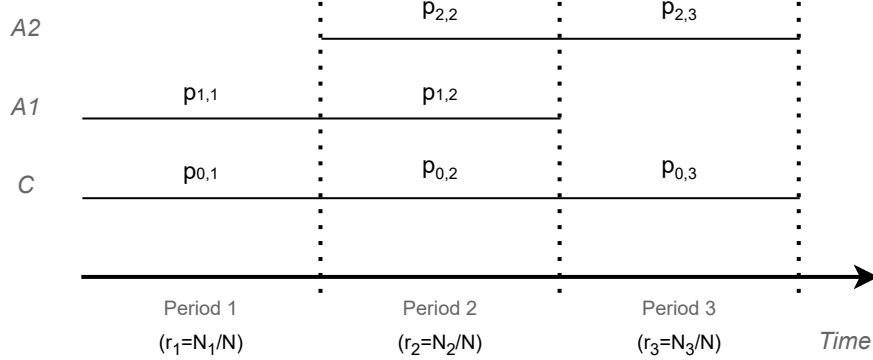 A2 p2,2 p2,3
A1 p1,1 p1,2
C p0,1 p0,2 p0,3
Period 1 Period 2 Period 3
(r1=N1/N) (r2=N2/N) (r3=N3/N) Time